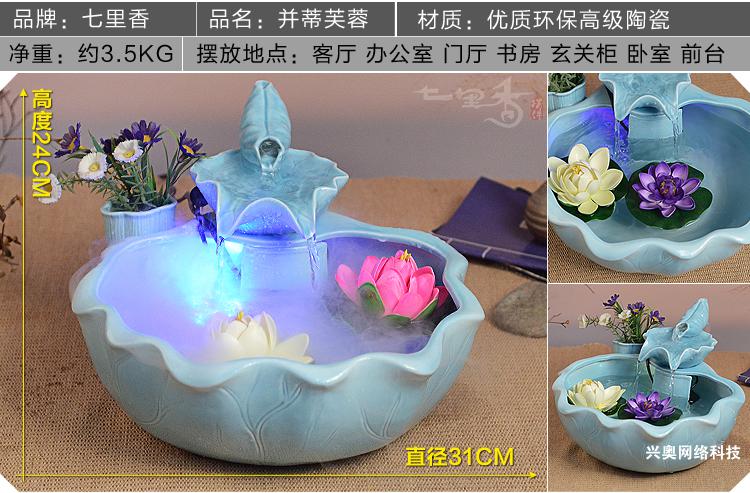 品牌：七里香 品名：并蒂芙蓉 材质：优质环保高级陶瓷
净重：约3.5KG 摆放地点：客厅 办公室 门厅 书房 玄关柜 卧室 前台
七里香
高度24CM
直径31CM
兴奥网络科技